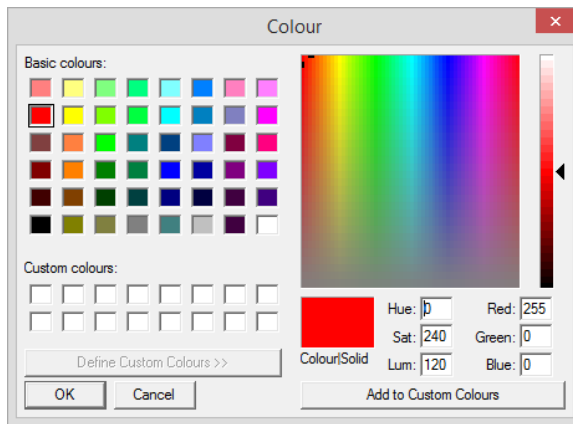 Colour
Basic colours:
Custom colours:
Define Custom Colours >>
OK
Cancel
Colour|Solid
Hue: 0
Sat: 240
Lum: 120
Red: 255
Green: 0
Blue: 0
Add to Custom Colours